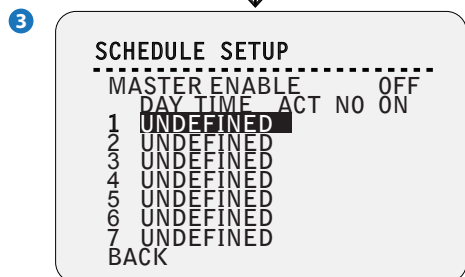 3
SCHEDULE SETUP
MASTER ENABLE OFF
DAY TIME ACT NO ON
1 UNDEFINED
2 UNDEFINED
3 UNDEFINED
4 UNDEFINED
5 UNDEFINED
6 UNDEFINED
7 UNDEFINED
BACK